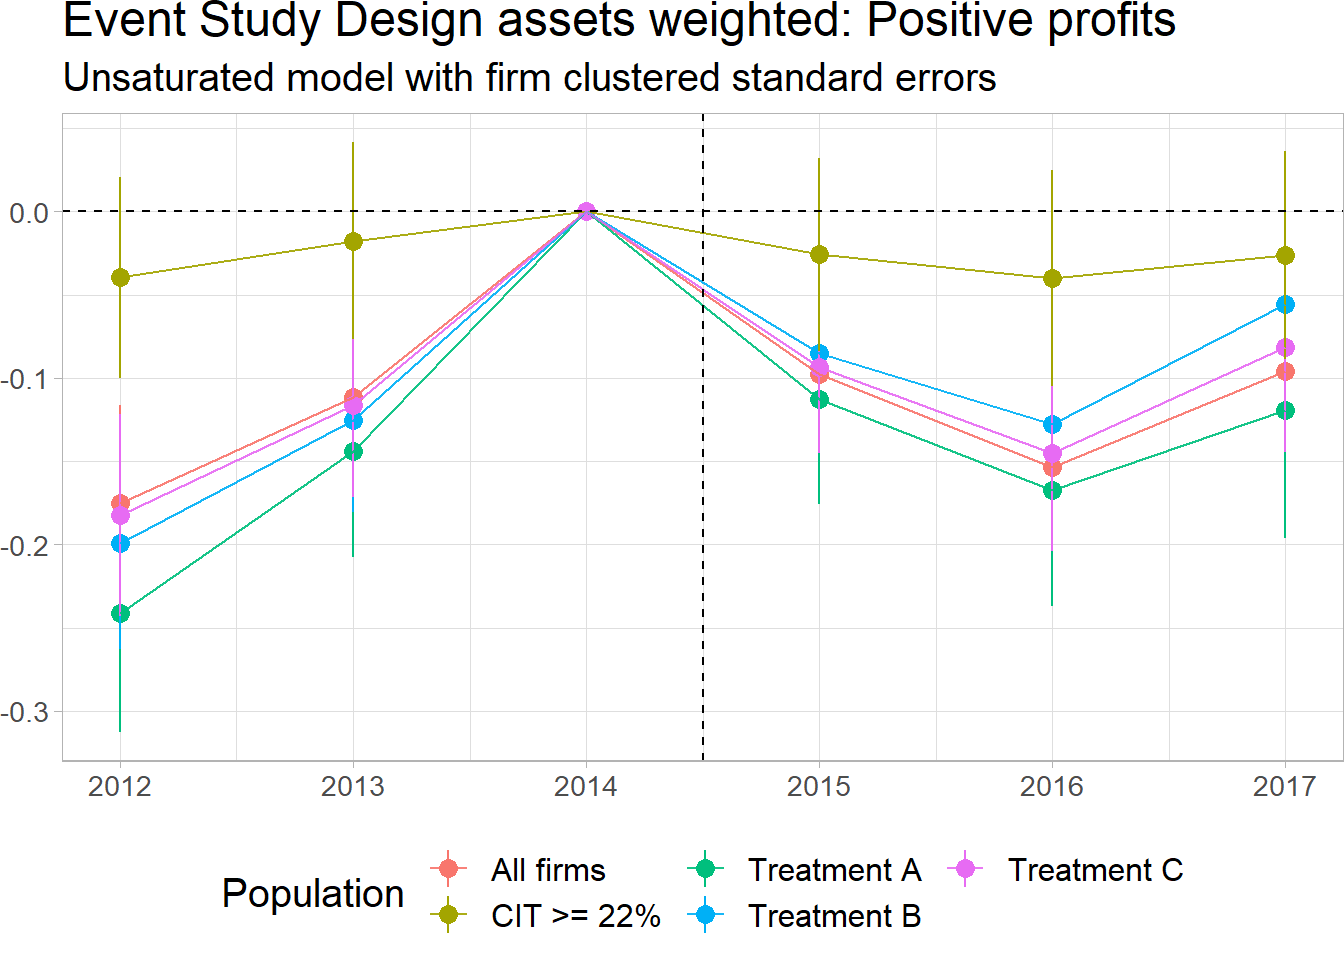 Event Study Design assets weighted: Positive profits
Unsaturated model with firm clustered standard errors
0.0
-0.1
-0.2
-0.3
2012 2013 2014 2015 2016 2017
Population
All firms
Treatment A
Treatment C
CIT >= 22%
Treatment B